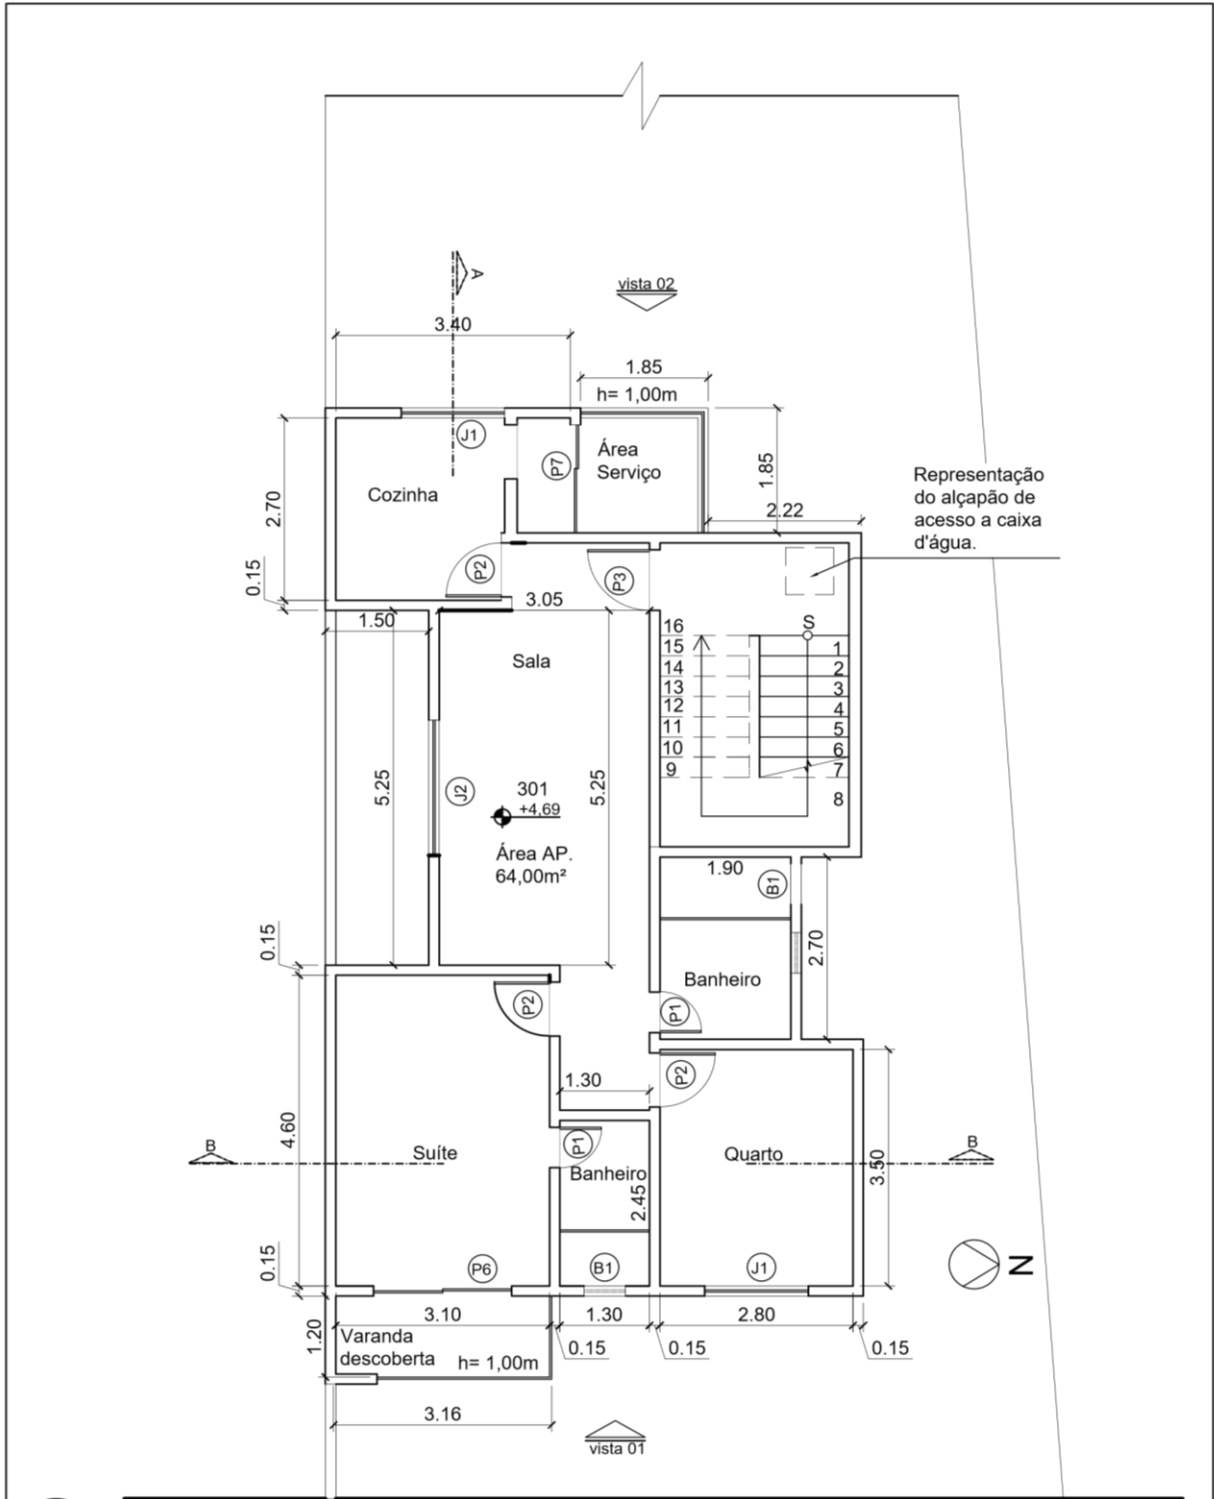 A
vista 02
3.40
1.85
h= 1,00m
J1
P7
Área
Serviço
1.85
Cozinha
2.70
2.22
Representação
do alçapão de
acesso a caixa
d'água.
0.15
P2
P3
3.05
1.50
16
15
14
13
12
11
10
9
S
1
2
3
4
5
6
7
8
Sala
5.25
J2
301
+4,69
5.25
Área AP.
64,00m²
1.90
B1
0.15
2.70
Banheiro
P2
P1
P2
1.30
4.60
B
Suíte
P1
Banheiro
2.45
Quarto
B
3.50
0.15
P6
B1
J1
N
3.10
1.30
2.80
1.20
Varanda
descoberta
h= 1,00m
0.15
0.15
0.15
3.16
vista 01